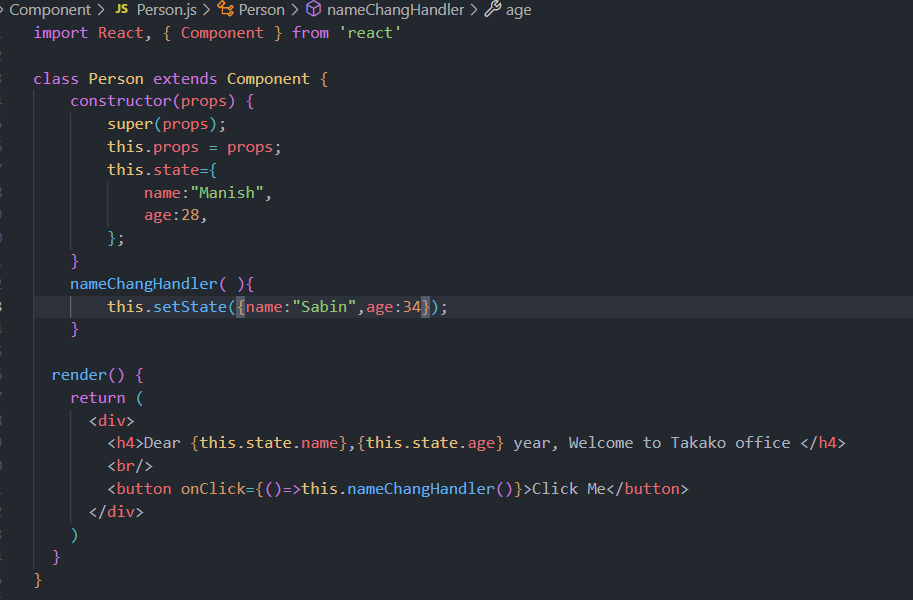 Component > JS Person.js > Person > nameChangHandler > age
import React, { Component } from 'react'
class Person extends Component {
constructor(props) {
super(props);
this.props = props;
this.state={
name:"Manish",
age:28,
};
}
nameChangHandler( ){
this.setState({name:"Sabin",age:34});
}
render() {
return (
<div>
<h4>Dear {this.state.name},{this.state.age} year, Welcome to Takako office </h4>
<br/>
<button onClick={()=>this.nameChangHandler()}>Click Me</button>
</div>
)
}
}